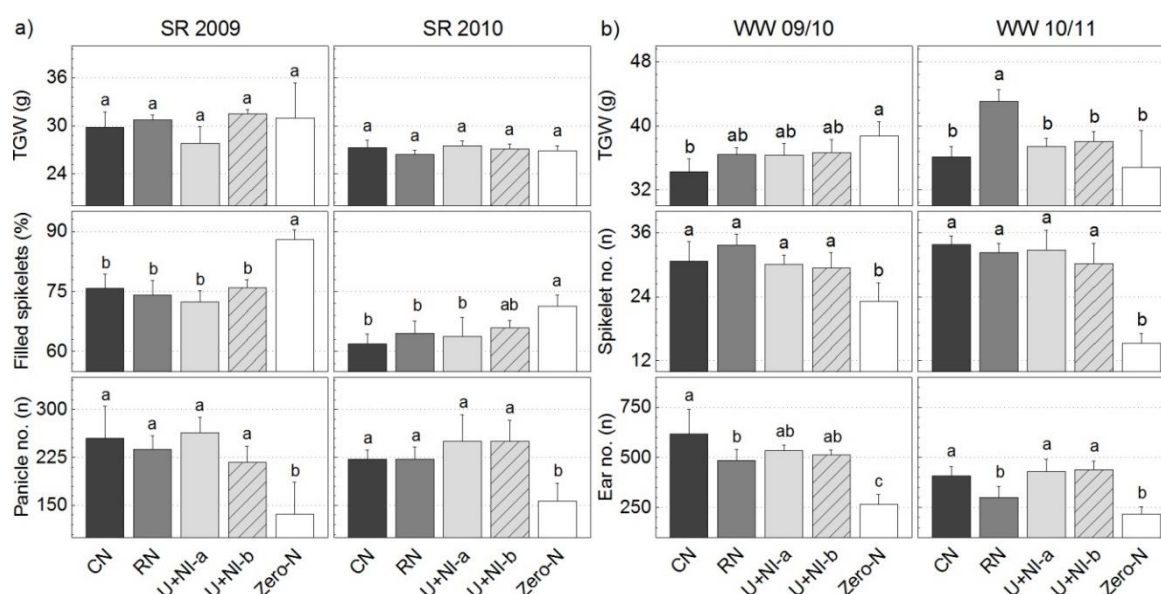 a) SR 2009 SR 2010 b) WW 09/10 WW 10/11
TGW (g) 36 30 24 a a a a a a a a a a
TGW (g) 48 40 32 b ab ab ab a b a b b b
Filled spikelets (%) 90 75 60 b b b b a b b b ab a
Spikelet no. (n) 36 24 12 a a a a b a a a a b
Panicle no. (n) 300 225 150 a a a a b a a a a b
Ear no. (n) 750 500 250 a b ab ab c a b a a b
CN RN U+NI-a U+NI-b Zero-N CN RN U+NI-a U+NI-b Zero-N CN RN U+NI-a U+NI-b Zero-N CN RN U+NI-a U+NI-b Zero-N